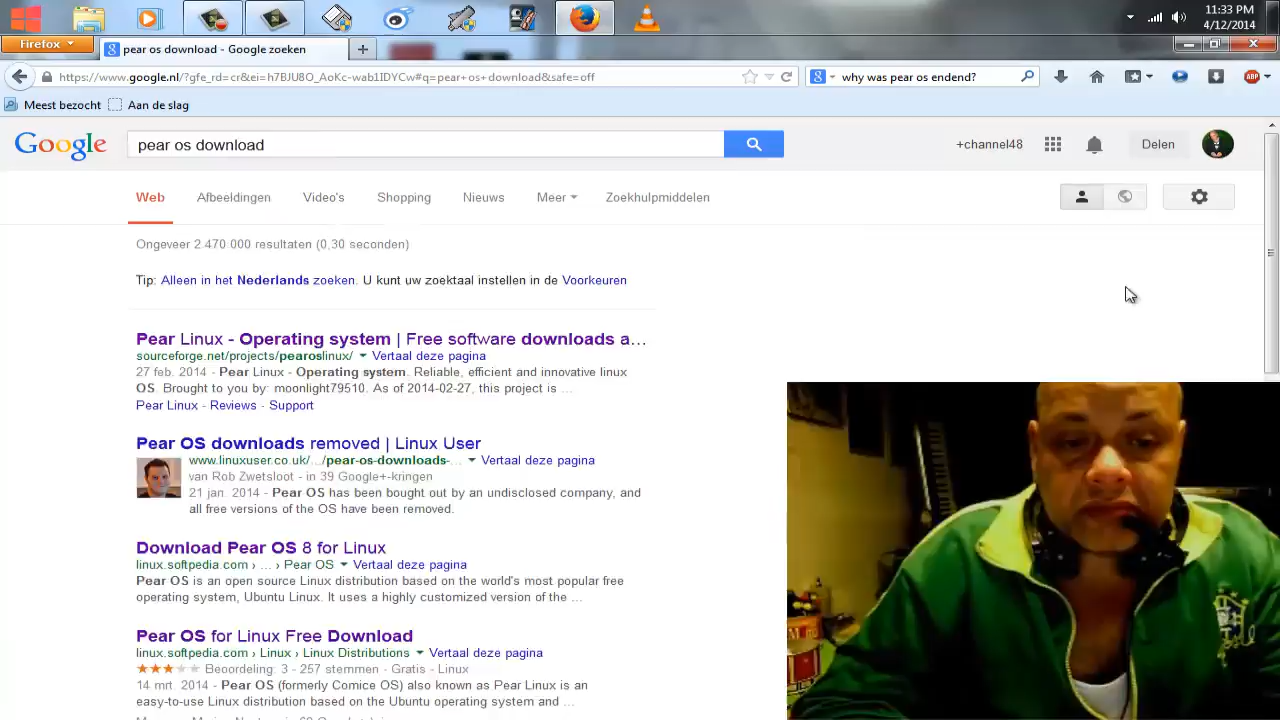 11:33 PM
4/12/2014
Firefox
pear os download - Google zoeken
https://www.google.nl/?gfe_rd=cr&ei=h7BJU8O_AoKc-wab1IDYCw#q=pear+os+download&safe=off
why was pear os endend?
ABP
Meest bezocht
Aan de slag
Google
pear os download
+channel48
Delen
Web
Afbeeldingen
Video's
Shopping
Nieuws
Meer
Zoekhulpmiddelen
Ongeveer 2.470.000 resultaten (0,30 seconden)
Tip: Alleen in het Nederlands zoeken. U kunt uw zoektaal instellen in de Voorkeuren
Pear Linux - Operating system | Free software downloads a...
sourceforge.net/projects/pearoslinux/ Vertaal deze pagina
27 feb. 2014 - Pear Linux - Operating system. Reliable, efficient and innovative linux
OS. Brought to you by: moonlight79510. As of 2014-02-27, this project is ...
Pear Linux - Reviews - Support
Pear OS downloads removed | Linux User
www.linuxuser.co.uk/.../pear-os-downloads-... Vertaal deze pagina
van Rob Zwetsloot - in 39 Google+-kringen
21 jan. 2014 - Pear OS has been bought out by an undisclosed company, and
all free versions of the OS have been removed.
Download Pear OS 8 for Linux
linux.softpedia.com › ... › Pear OS Vertaal deze pagina
Pear OS is an open source Linux distribution based on the world's most popular free
operating system, Ubuntu Linux. It uses a highly customized version of the ...
Pear OS for Linux Free Download
linux.softpedia.com › Linux › Linux Distributions Vertaal deze pagina
Beoordeling: 3 - 257 stemmen - Gratis - Linux
14 mrt. 2014 - Pear OS (formerly Comice OS) also known as Pear Linux is an
easy-to-use Linux distribution based on the Ubuntu operating system and ...